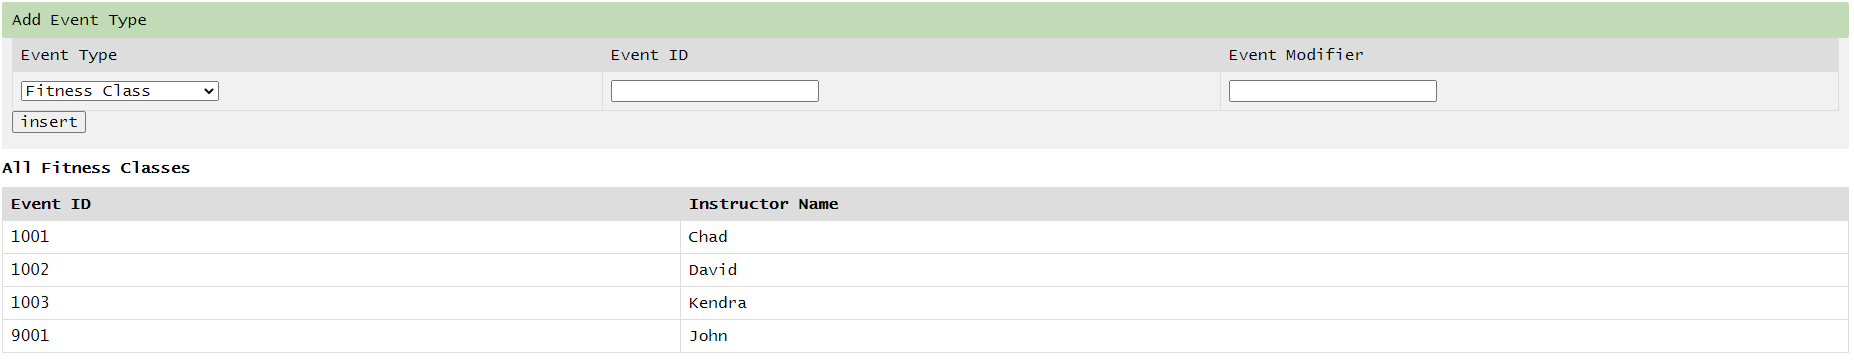 Add Event Type
Event Type Event ID Event Modifier
Fitness Class
insert
All Fitness Classes
Event ID Instructor Name
1001 Chad
1002 David
1003 Kendra
9001 John